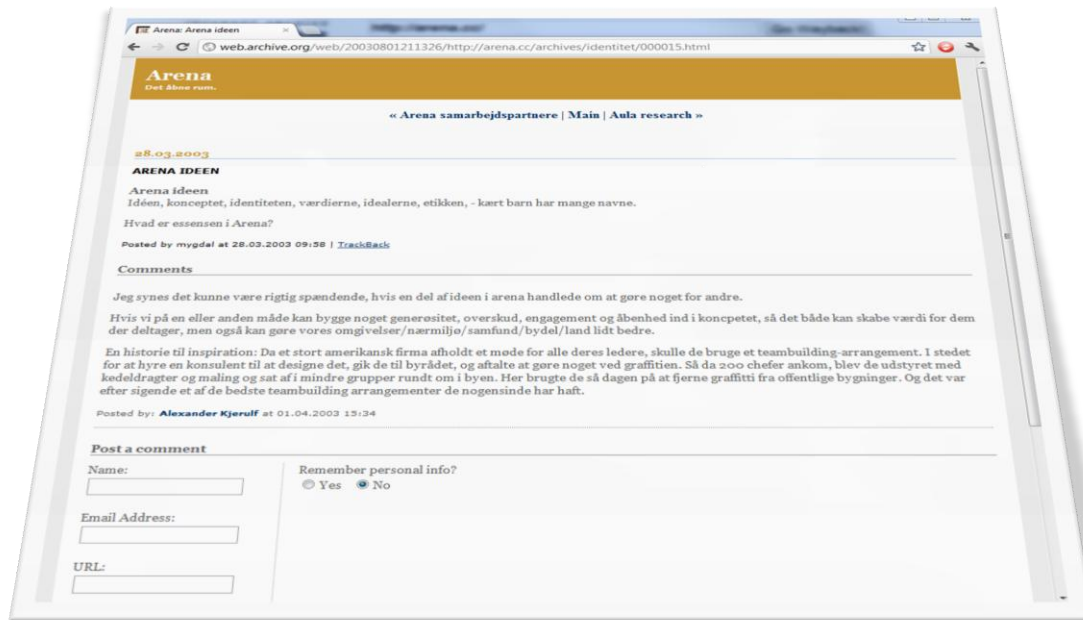 Arena: Arena ideen
web.archive.org/web/20030801211326/http://arena.cc/archives/identitet/000015.html
Arena
Det åbne rum.
« Arena samarbejdspartnere | Main | Aula research »
28.03.2003
ARENA IDEEN
Arena ideen
Idéen, konceptet, identiteten, værdierne, idealerne, etikken, - kært barn har mange navne.
Hvad er essensen i Arena?
Posted by mygdal at 28.03.2003 09:58 | TrackBack
Comments
Jeg synes det kunne være rigtig spændende, hvis en del af ideen i arena handlede om at gøre noget for andre.
Hvis vi på en eller anden måde kan bygge noget generøsitet, overskud, engagement og åbenhed ind i koncpetet, så det både kan skabe værdi for dem
der deltager, men også kan gøre vores omgivelser/nærmiljø/samfund/bydel/land lidt bedre.
En historie til inspiration: Da et stort amerikansk firma afholdt et møde for alle deres ledere, skulle de bruge et teambuilding-arrangement. I stedet
for at hyre en konsulent til at designe det, gik de til byrådet, og aftalte at gøre noget ved graffitien. Så da 200 chefer ankom, blev de udstyret med
kedeldragter og maling og sat af i mindre grupper rundt om i byen. Her brugte de så dagen på at fjerne graffitti fra offentlige bygninger. Og det var
efter sigende et af de bedste teambuilding arrangementer de nogensinde har haft.
Posted by: Alexander Kjerulf at 01.04.2003 15:34
Post a comment
Name:
Remember personal info?
Yes No
Email Address:
URL: